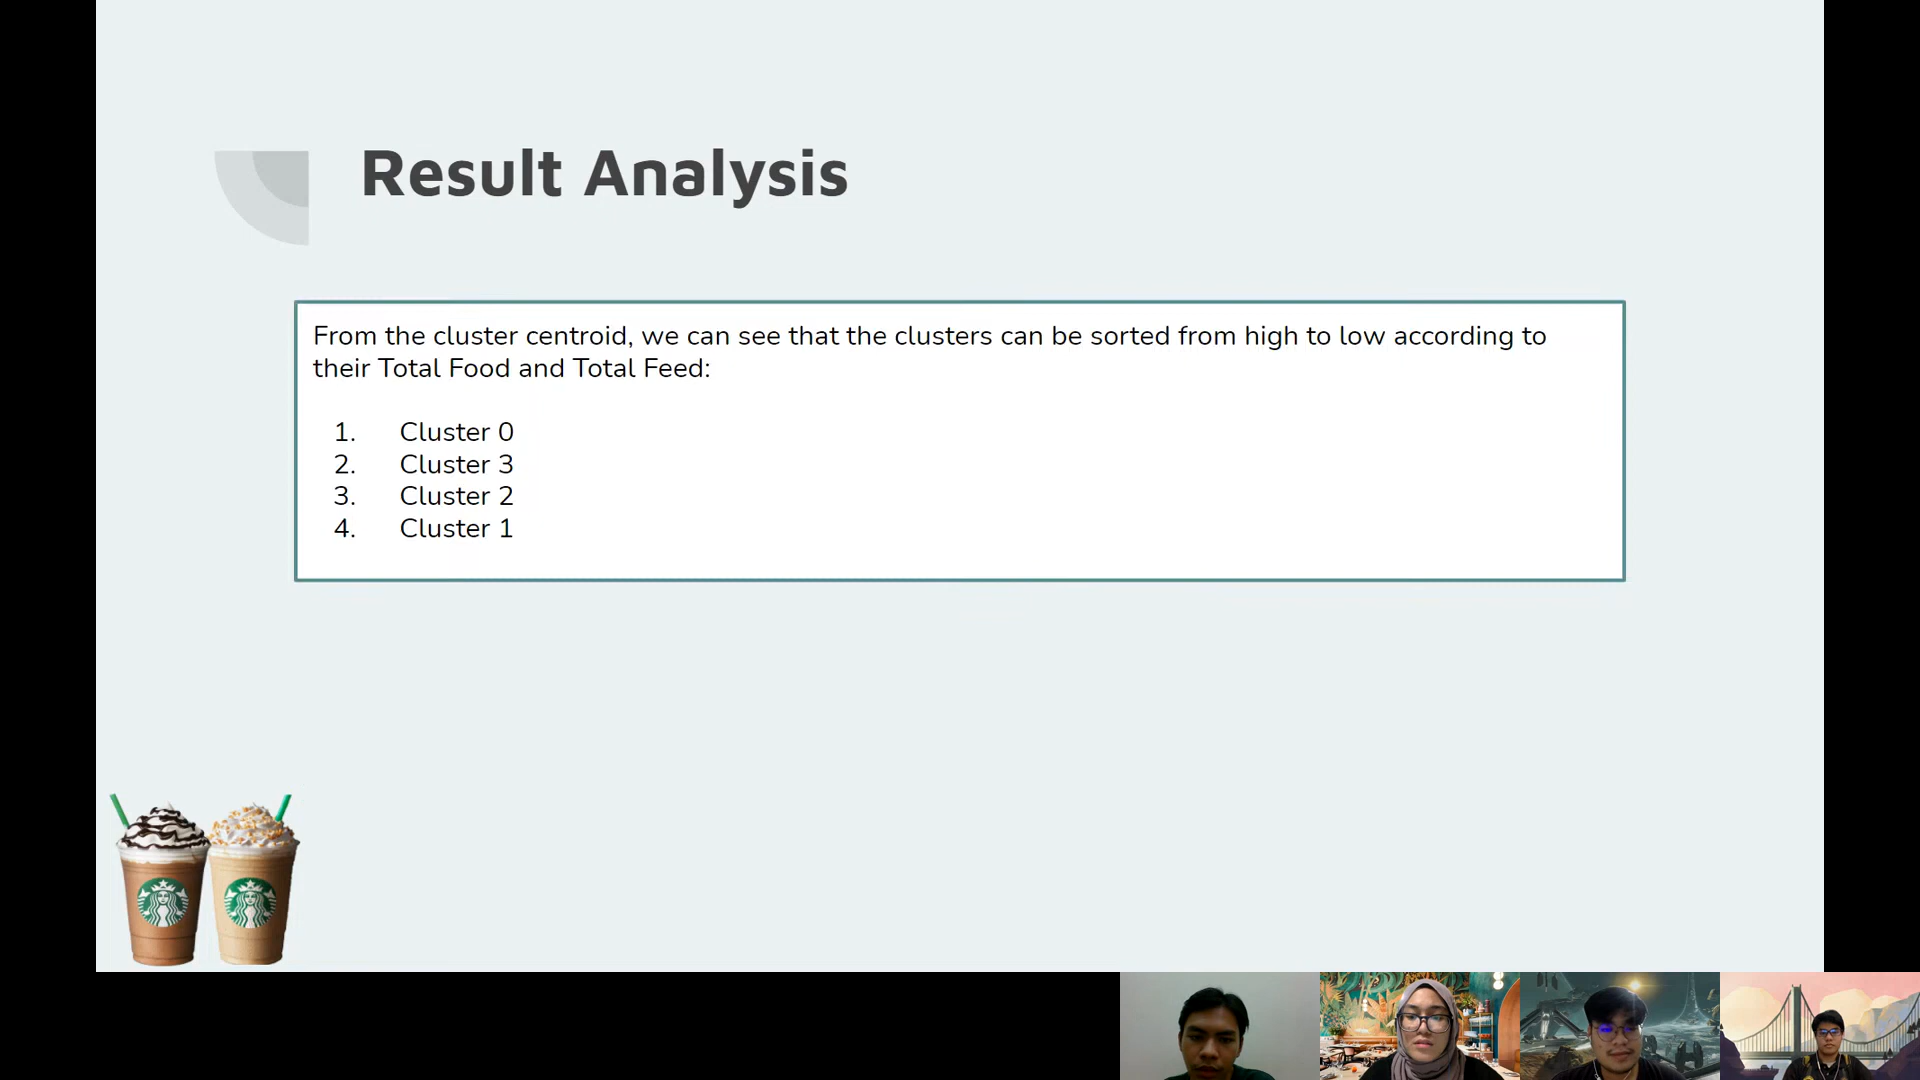 Result Analysis
From the cluster centroid, we can see that the clusters can be sorted from high to low according to
their Total Food and Total Feed:
1. Cluster 0
2. Cluster 3
3. Cluster 2
4. Cluster 1